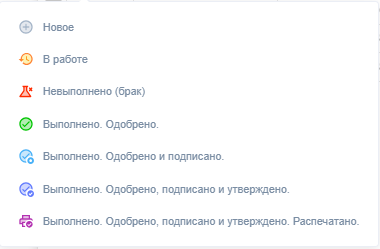 Новое
В работе
Невыполнено (брак)
Выполнено. Одобрено.
Выполнено. Одобрено и подписано.
Выполнено. Одобрено, подписано и утверждено.
Выполнено. Одобрено, подписано и утверждено. Распечатано.